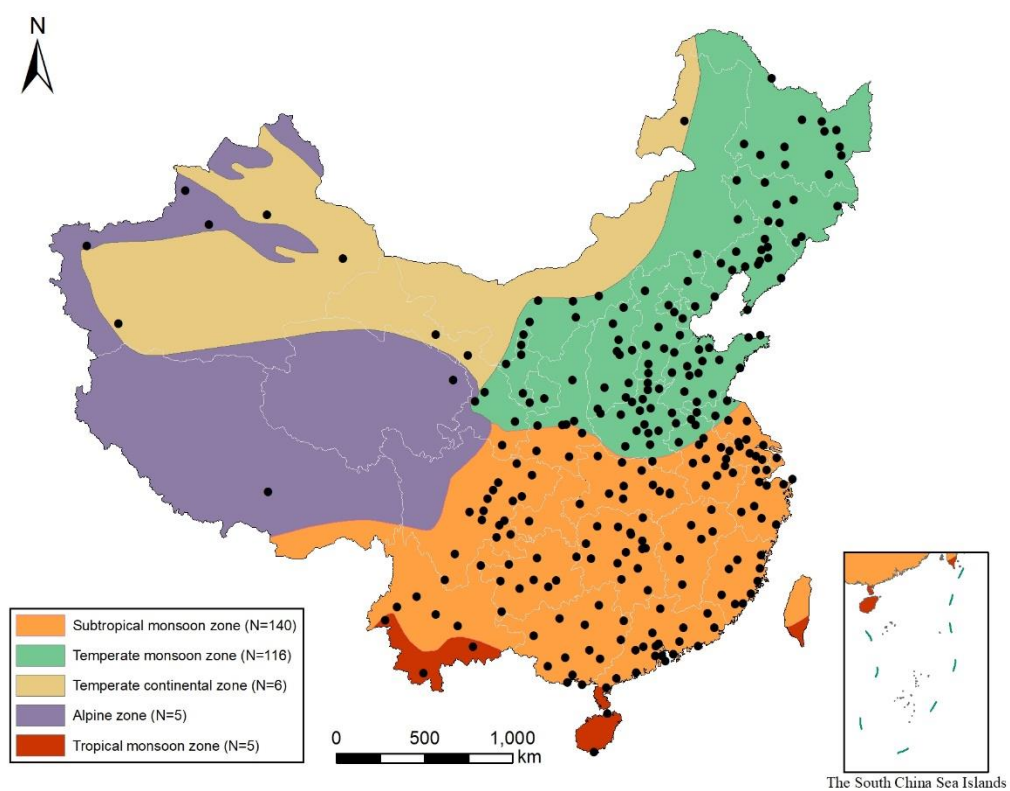 N
Subtropical monsoon zone (N=140)
Temperate monsoon zone (N=116)
Temperate continental zone (N=6)
Alpine zone (N=5)
Tropical monsoon zone (N=5)
0 500 1,000
km
The South China Sea Islands